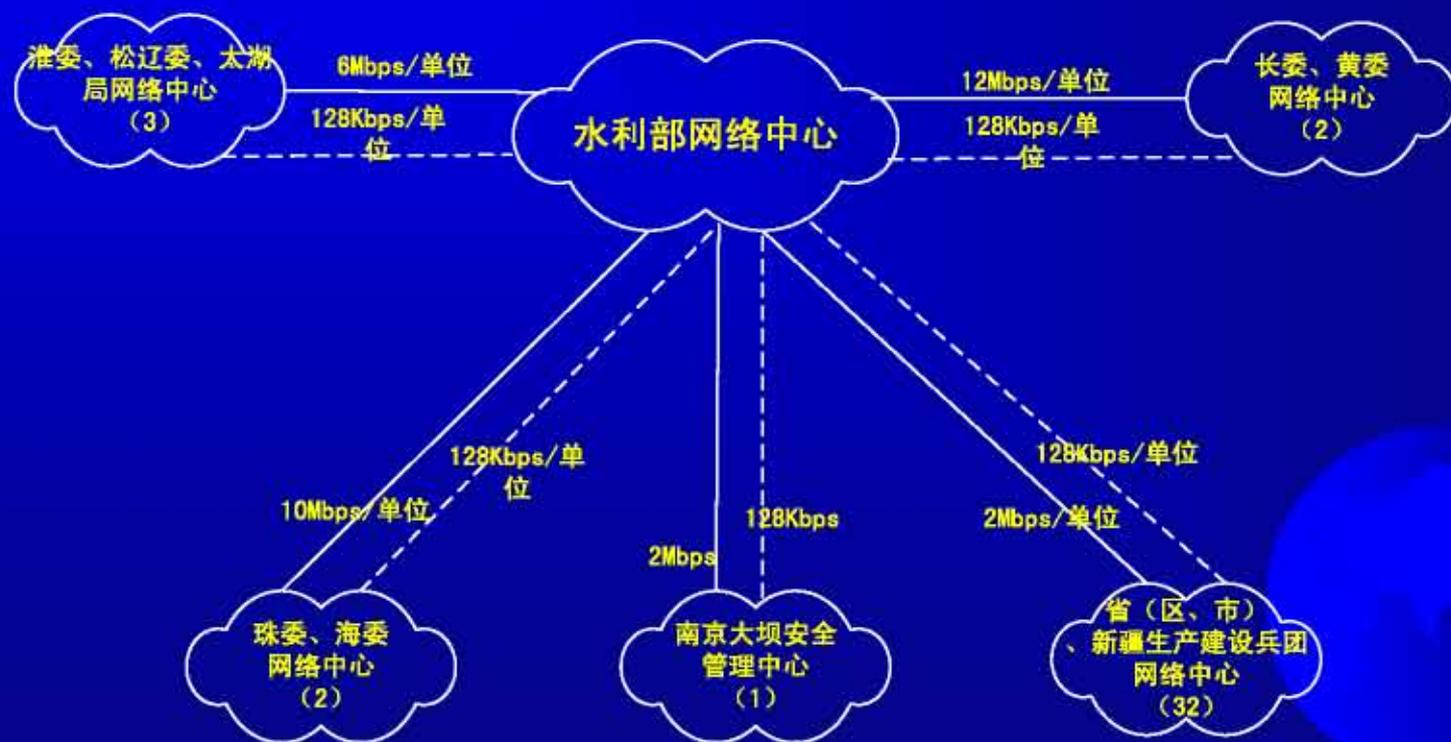 淮委、松辽委、太湖
局网络中心
（3）
6Mbps/单位
128Kbps/单
位
水利部网络中心
12Mbps/单位
128Kbps/单
位
长委、黄委
网络中心
（2）
10Mbps/单位
128Kbps/单
位
2Mbps
128Kbps
2Mbps/单位
128Kbps/单位
珠委、海委
网络中心
（2）
南京大坝安全
管理中心
（1）
省（区、市）
、新疆生产建设兵团
网络中心
（32）